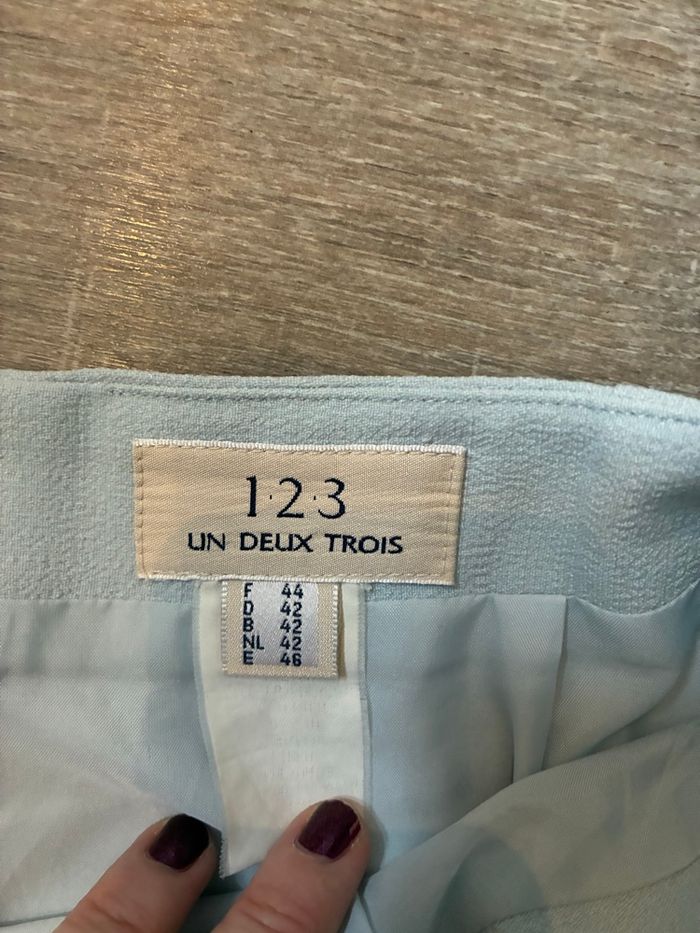 1·2·3
UN DEUX TROIS
F 44
D 42
B 42
NL 42
E 46